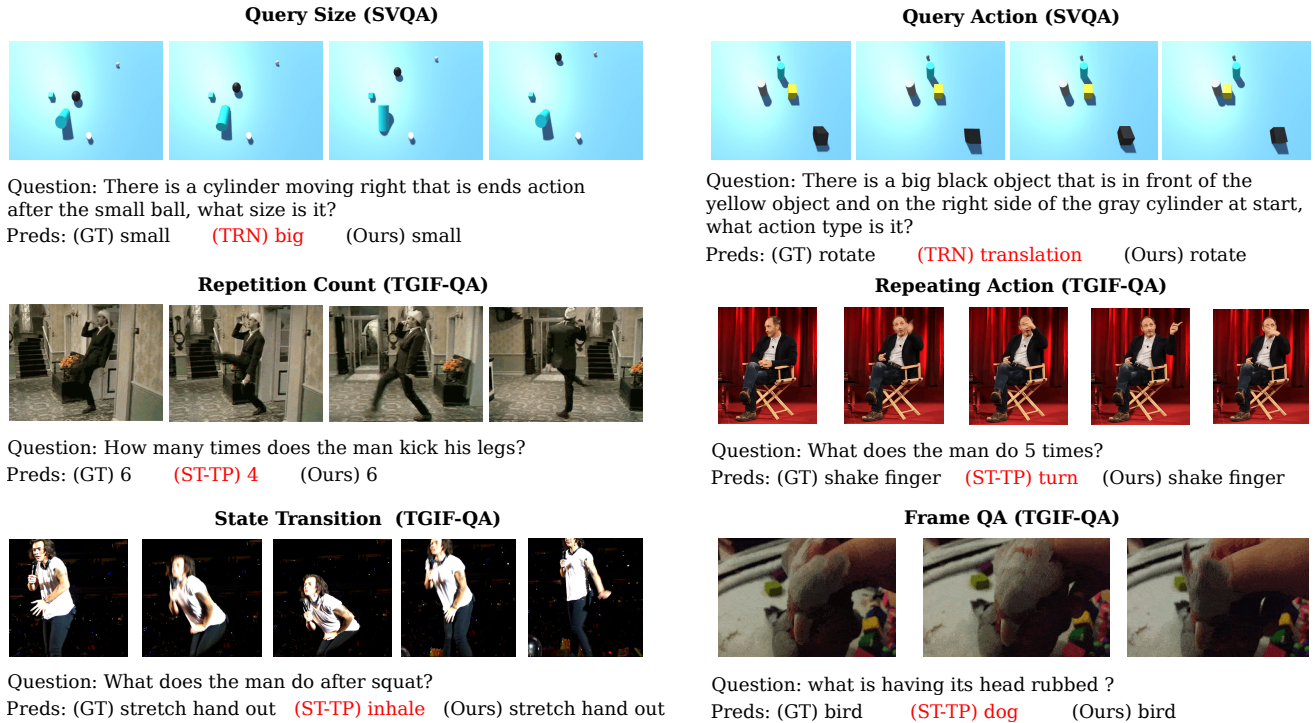 Query Size (SVQA)
Question: There is a cylinder moving right that is ends action
after the small ball, what size is it?
Preds: (GT) small (TRN) big (Ours) small
Query Action (SVQA)
Question: There is a big black object that is in front of the
yellow object and on the right side of the gray cylinder at start,
what action type is it?
Preds: (GT) rotate (TRN) translation (Ours) rotate
Repetition Count (TGIF-QA)
Question: How many times does the man kick his legs?
Preds: (GT) 6 (ST-TP) 4 (Ours) 6
Repeating Action (TGIF-QA)
Question: What does the man do 5 times?
Preds: (GT) shake finger (ST-TP) turn (Ours) shake finger
State Transition (TGIF-QA)
Question: What does the man do after squat?
Preds: (GT) stretch hand out (ST-TP) inhale (Ours) stretch hand out
Frame QA (TGIF-QA)
Question: what is having its head rubbed ?
Preds: (GT) bird (ST-TP) dog (Ours) bird